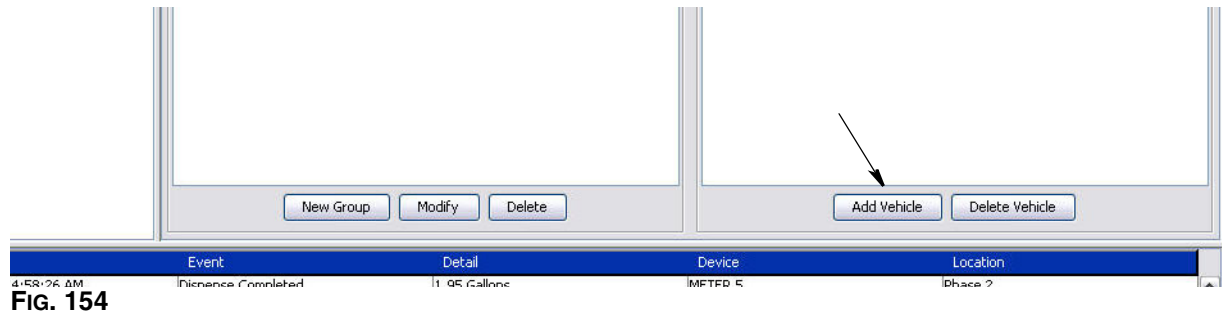 New Group Modify Delete Add Vehicle Delete Vehicle
Event Detail Device Location
4:58:26 AM Dispense Completed 1.95 Gallons METER 5 Phase 2
FIG. 154